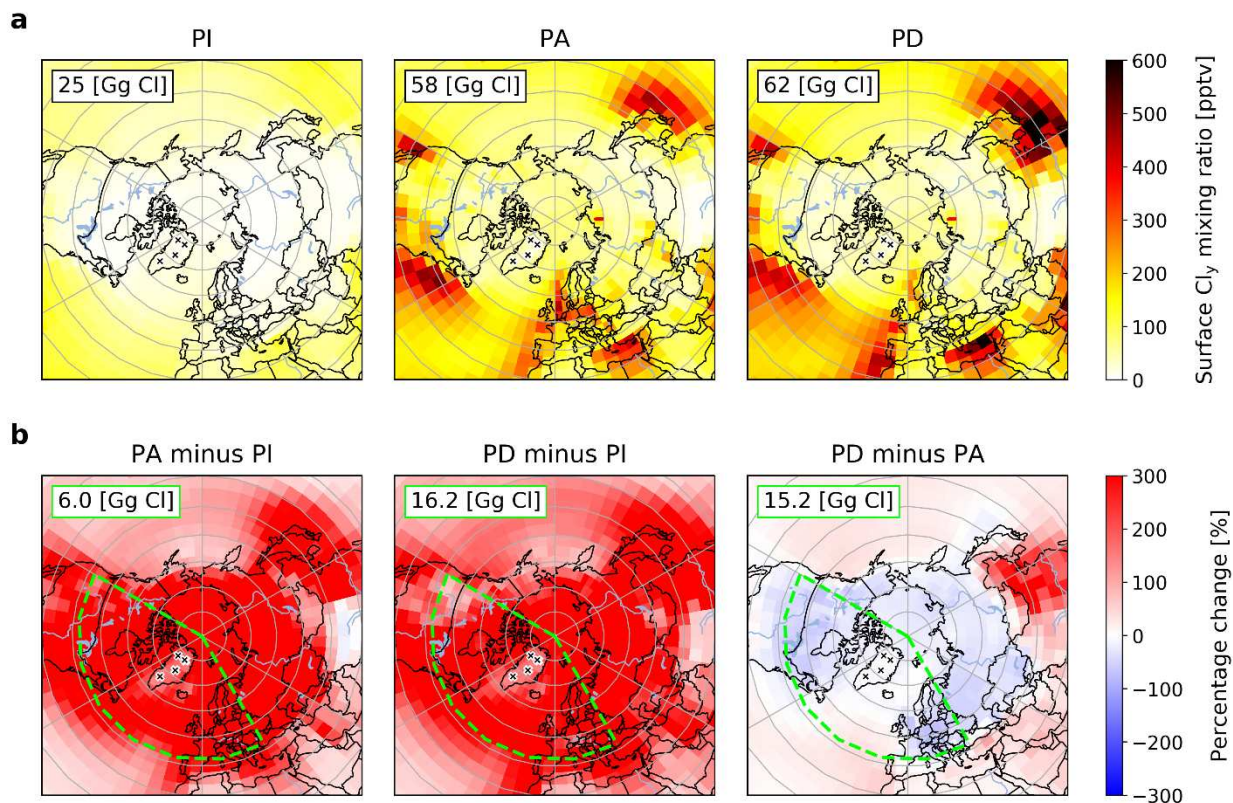 a
PI
PA
PD
25 [Gg Cl]
58 [Gg Cl]
62 [Gg Cl]
600
500
400
300
200
100
0
Surface Cly mixing ratio [pptv]
b
PA minus PI
PD minus PI
PD minus PA
6.0 [Gg Cl]
16.2 [Gg Cl]
15.2 [Gg Cl]
300
200
100
0
−100
−200
−300
Percentage change [%]